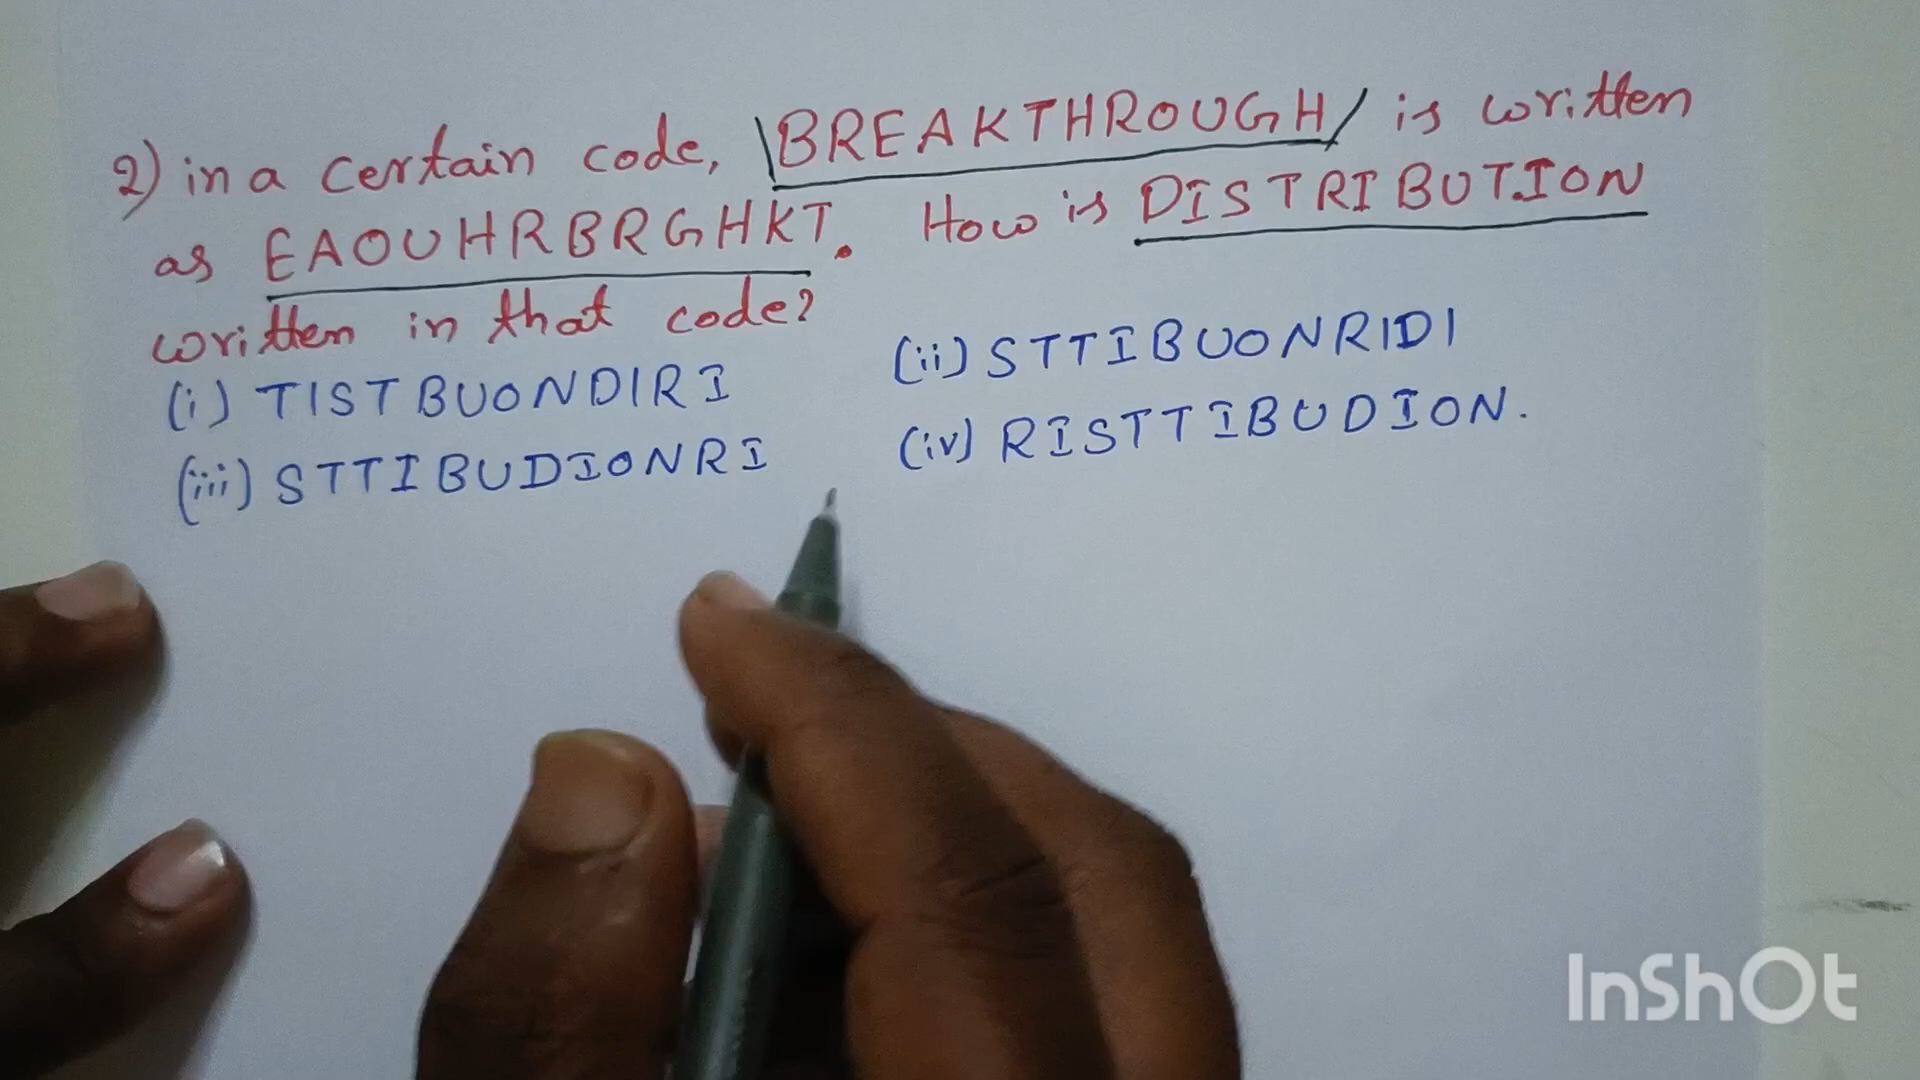 2) in a certain code, \BREAKTHROUGH/ is written
as EAOUHRBRGHKT. How is DISTRIBUTION
written in that code?
(i) TISTBUONDIRI (ii) STTIBUONRIDI
(iii) STTIBUDIONRI (iv) RISTTIBUDION.
InShOt